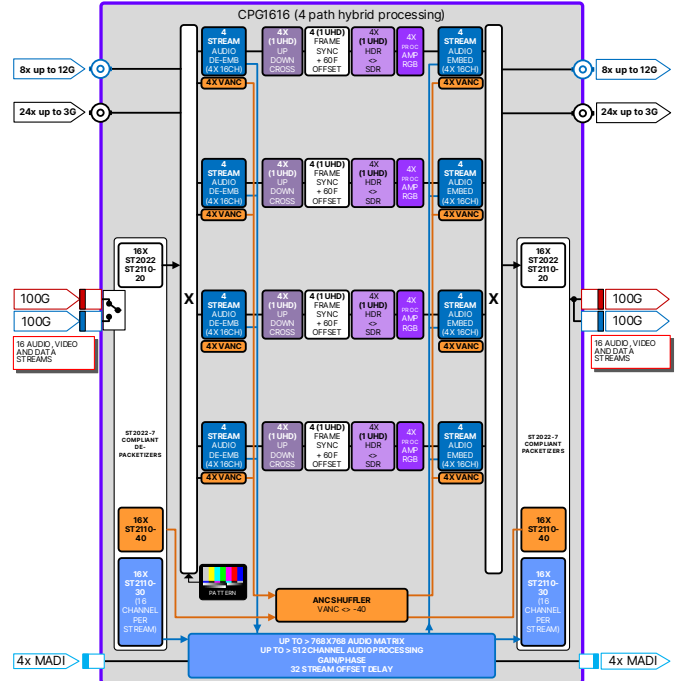 CPG1616 (4 path hybrid processing)
8x up to 12G
24x up to 3G
8x up to 12G
24x up to 3G
4
STREAM
AUDIO
DE-EMB
(4X 16CH)
4X VANC
4X
(1 UHD)
UP
DOWN
CROSS
4 (1 UHD)
FRAME
SYNC
+ 60F
OFFSET
4X
(1 UHD)
HDR
<>
SDR
4X
PROC
AMP
RGB
4
STREAM
AUDIO
EMBED
(4X 16CH)
4X VANC
4
STREAM
AUDIO
DE-EMB
(4X 16CH)
4X VANC
4X
(1 UHD)
UP
DOWN
CROSS
4 (1 UHD)
FRAME
SYNC
+ 60F
OFFSET
4X
(1 UHD)
HDR
<>
SDR
4X
PROC
AMP
RGB
4
STREAM
AUDIO
EMBED
(4X 16CH)
4X VANC
4
STREAM
AUDIO
DE-EMB
(4X 16CH)
4X VANC
4X
(1 UHD)
UP
DOWN
CROSS
4 (1 UHD)
FRAME
SYNC
+ 60F
OFFSET
4X
(1 UHD)
HDR
<>
SDR
4X
PROC
AMP
RGB
4
STREAM
AUDIO
EMBED
(4X 16CH)
4X VANC
4
STREAM
AUDIO
DE-EMB
(4X 16CH)
4X VANC
4X
(1 UHD)
UP
DOWN
CROSS
4 (1 UHD)
FRAME
SYNC
+ 60F
OFFSET
4X
(1 UHD)
HDR
<>
SDR
4X
PROC
AMP
RGB
4
STREAM
AUDIO
EMBED
(4X 16CH)
4X VANC
X
X
16X
ST2022
ST2110-
20
16X
ST2022
ST2110-
20
100G
100G
16 AUDIO, VIDEO
AND DATA
STREAMS
100G
100G
16 AUDIO, VIDEO
AND DATA
STREAMS
ST2022-7
COMPLIANT
DE-
PACKETIZERS
ST2022-7
COMPLIANT
PACKETIZERS
16X
ST2110-
40
16X
ST2110-
40
16X
ST2110-
30
(16
CHANNEL
PER
STREAM)
16X
ST2110-
30
(16
CHANNEL
PER
STREAM)
PATTERN
ANC SHUFFLER
VANC <> -40
UP TO > 768X768 AUDIO MATRIX
UP TO > 512 CHANNEL AUDIO PROCESSING
GAIN/PHASE
32 STREAM OFFSET DELAY
4x MADI
4x MADI